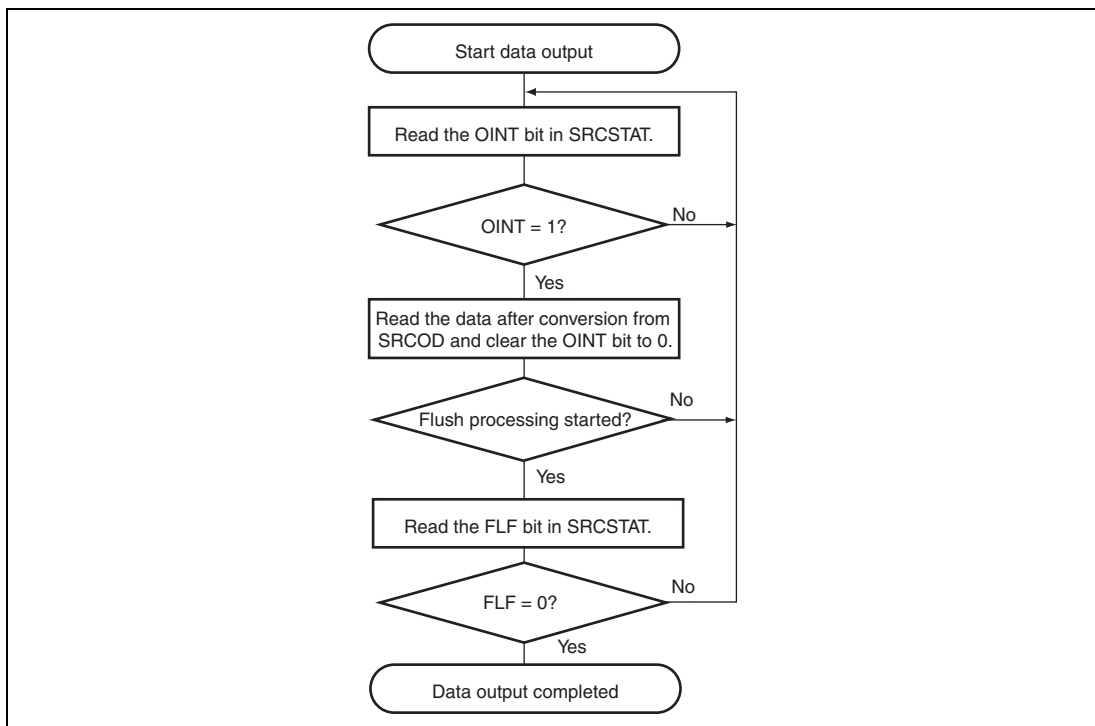 Start data output
Read the OINT bit in SRCSTAT.
OINT = 1?
No
Yes
Read the data after conversion from
SRCOD and clear the OINT bit to 0.
Flush processing started?
No
Yes
Read the FLF bit in SRCSTAT.
FLF = 0?
No
Yes
Data output completed